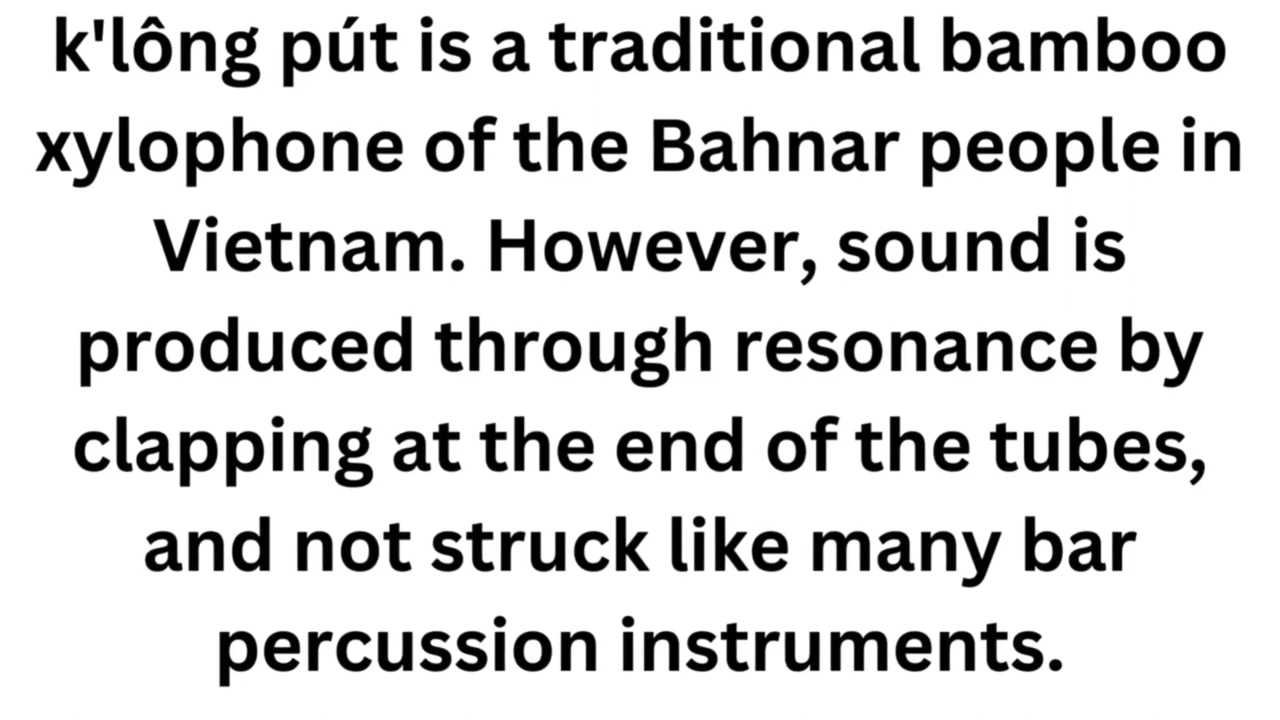 k'lông pút is a traditional bamboo
xylophone of the Bahnar people in
Vietnam. However, sound is
produced through resonance by
clapping at the end of the tubes,
and not struck like many bar
percussion instruments.